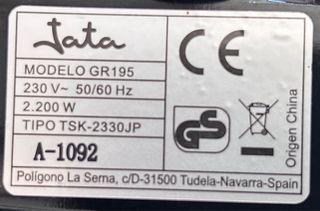 Jata
MODELO GR195
230 V~ 50/60 Hz
2.200 W
TIPO TSK-2330JP
A-1092
CE
GS
Origen China
Polígono La Serna, c/D-31500 Tudela-Navarra-Spain